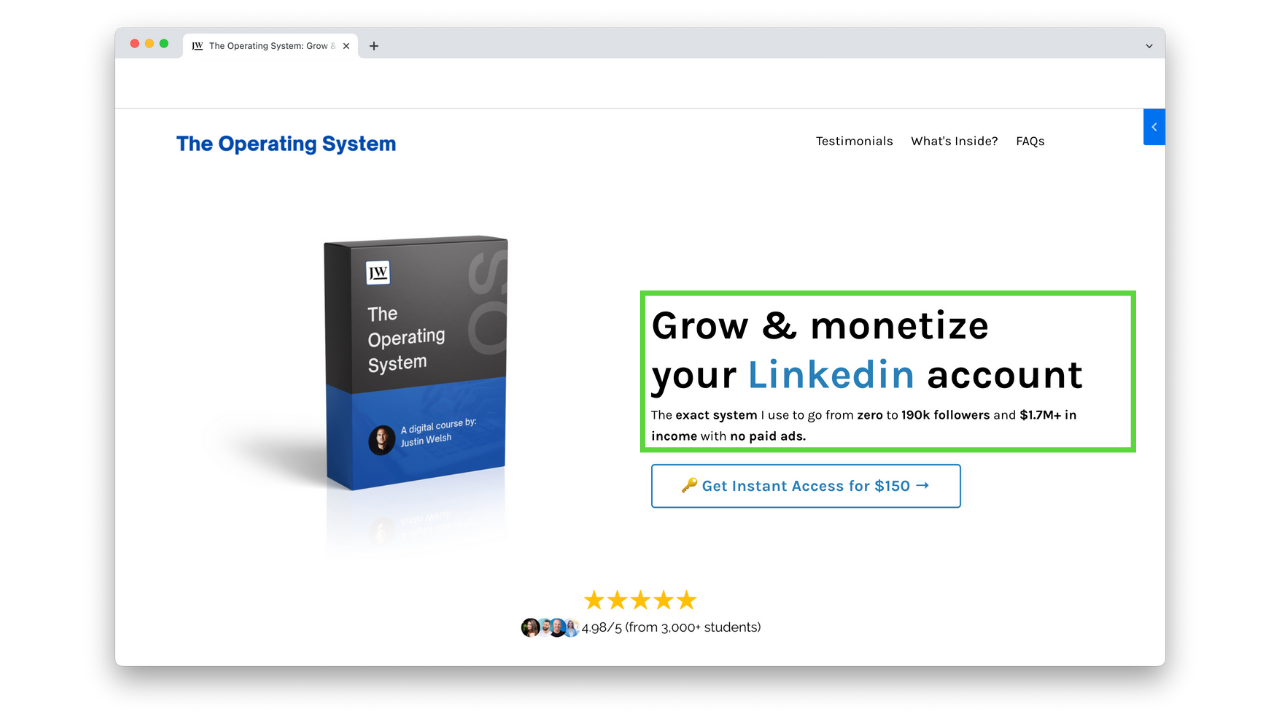 JW The Operating System: Grow &
The Operating System
Testimonials What's Inside? FAQs
JW
OS
The
Operating
System
A digital course by:
Justin Welsh
Grow & monetize
your Linkedin account
The exact system I use to go from zero to 190k followers and $1.7M+ in
income with no paid ads.
Get Instant Access for $150 →
4.98/5 (from 3,000+ students)